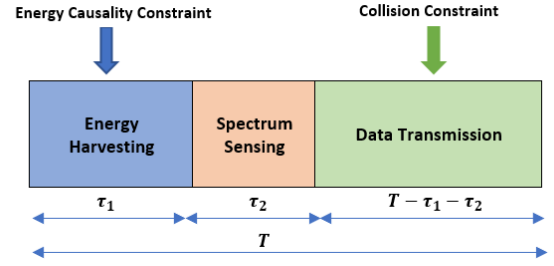 Energy Causality Constraint
Collision Constraint
Energy
Harvesting
Spectrum
Sensing
Data Transmission
τ₁
τ₂
T − τ₁ − τ₂
T